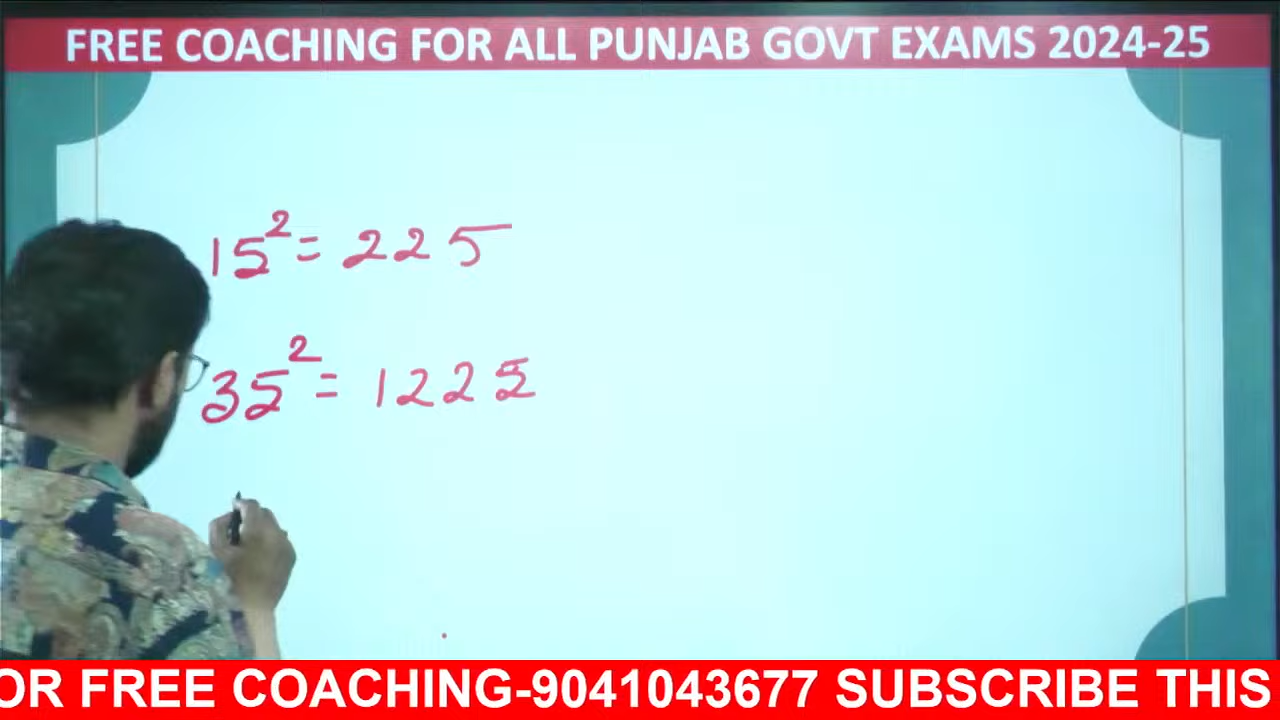 FREE COACHING FOR ALL PUNJAB GOVT EXAMS 2024-25
15² = 225
35² = 1225
OR FREE COACHING-9041043677 SUBSCRIBE THIS